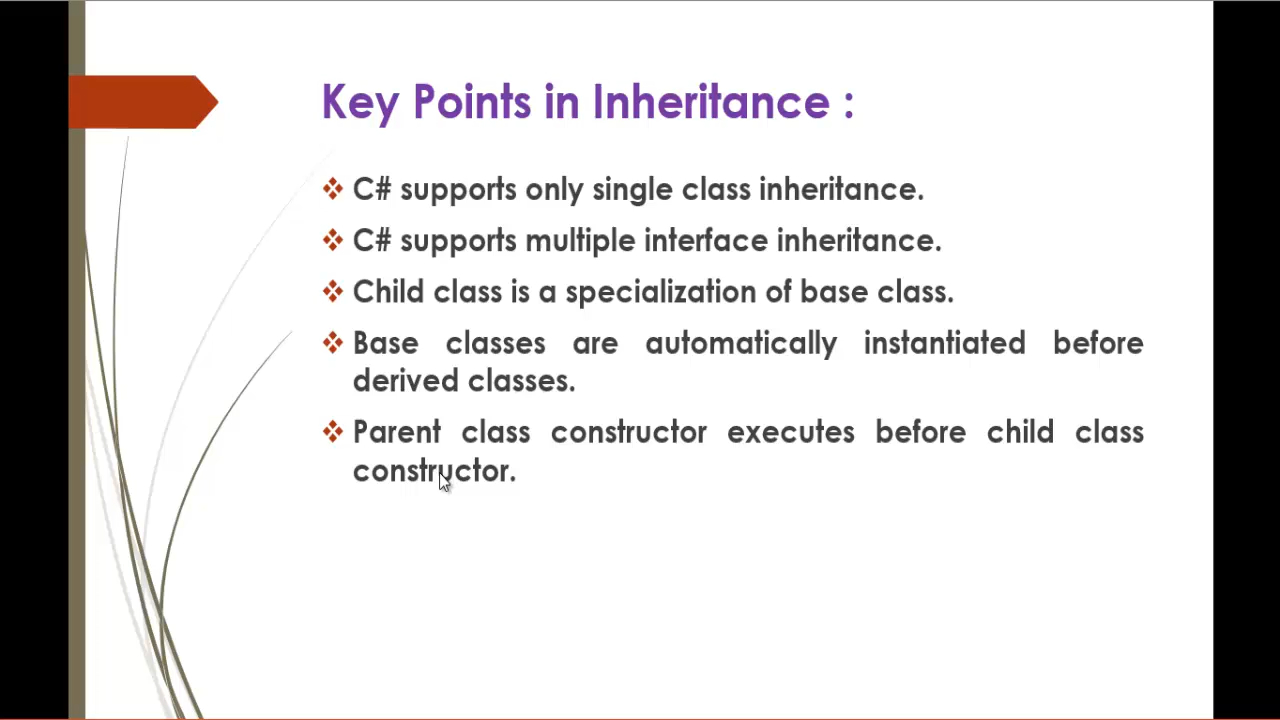 Key Points in Inheritance :
C# supports only single class inheritance.
C# supports multiple interface inheritance.
Child class is a specialization of base class.
Base classes are automatically instantiated before
derived classes.
Parent class constructor executes before child class
constructor.